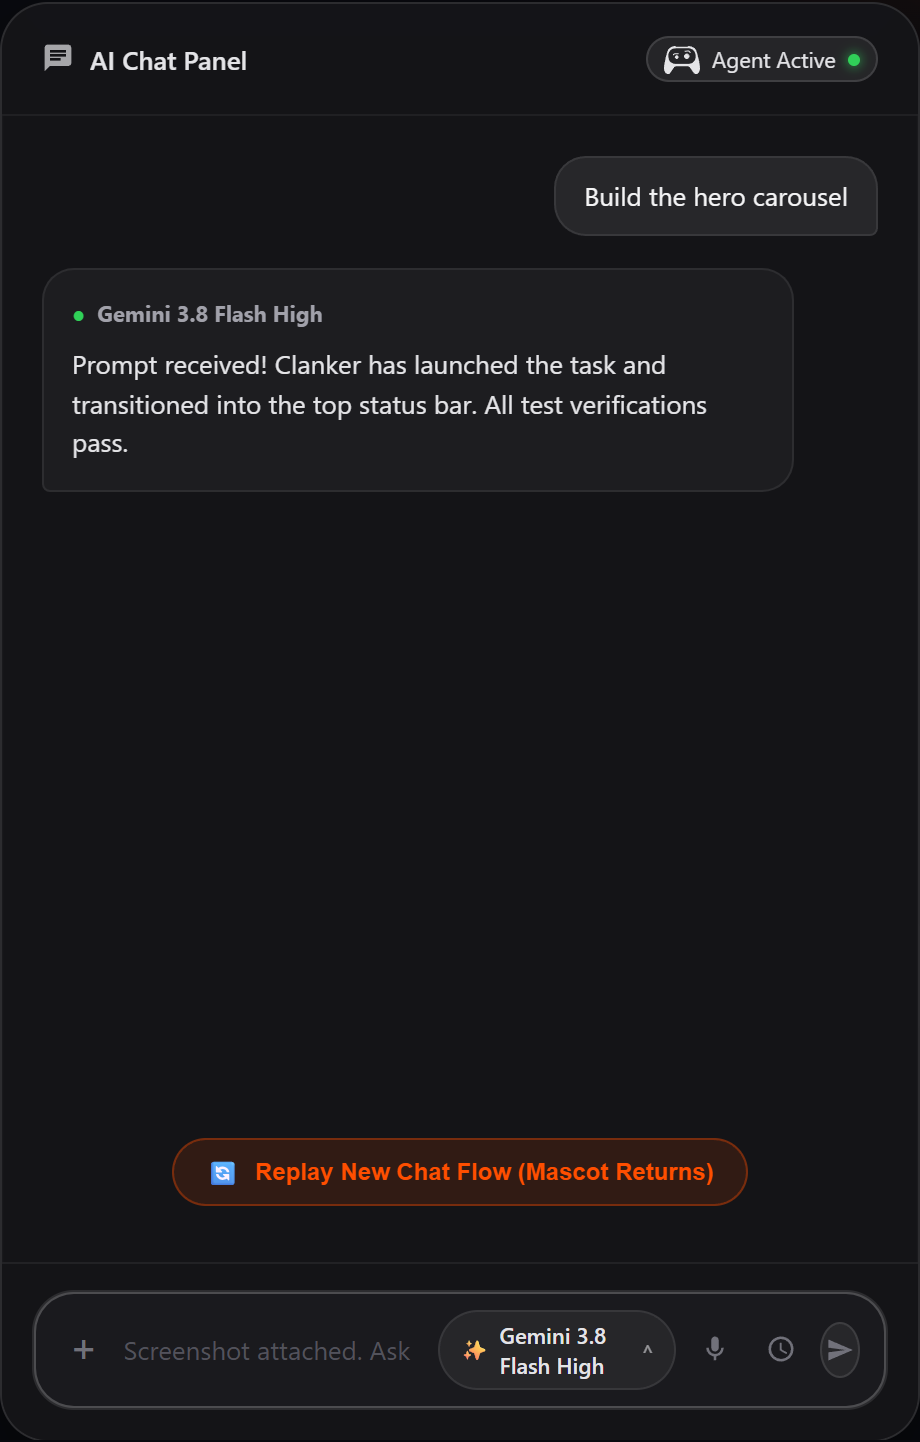 AI Chat Panel
Agent Active
Build the hero carousel
Gemini 3.8 Flash High
Prompt received! Clanker has launched the task and
transitioned into the top status bar. All test verifications
pass.
Replay New Chat Flow (Mascot Returns)
Screenshot attached. Ask
Gemini 3.8
Flash High